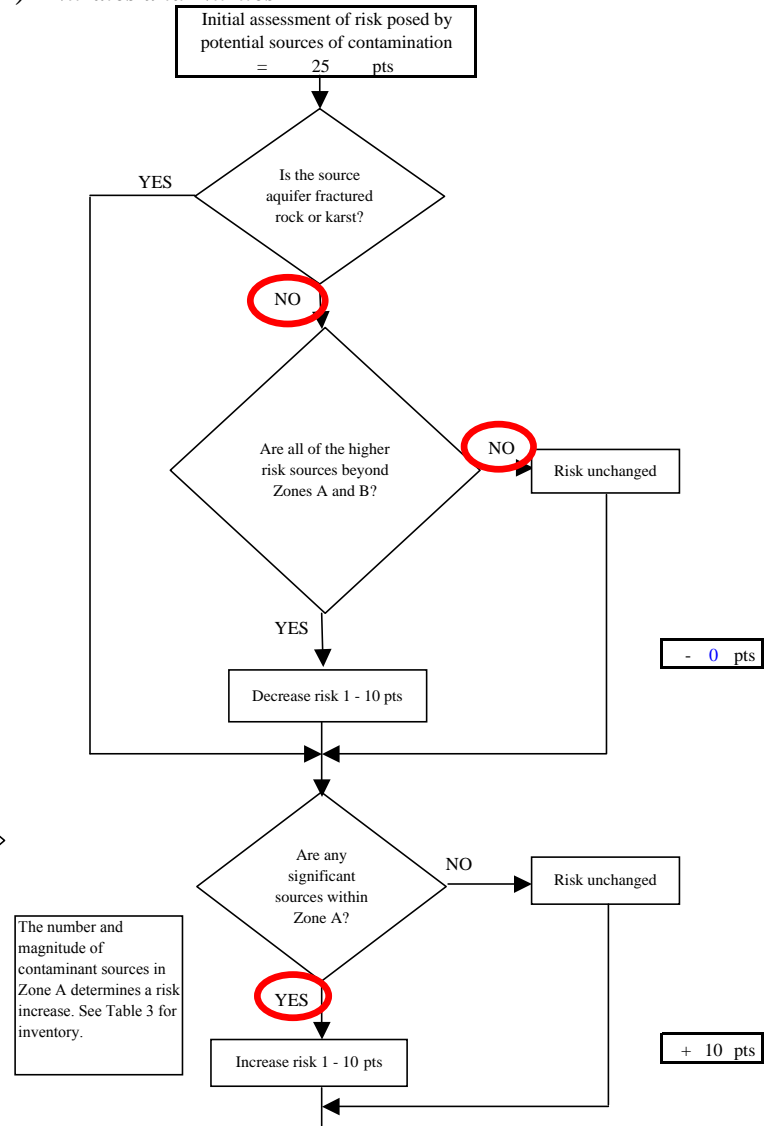 Initial assessment of risk posed by
potential sources of contamination
= 25 pts
Is the source
aquifer fractured
rock or karst?
YES
NO
Are all of the higher
risk sources beyond
Zones A and B?
NO
Risk unchanged
YES
- 0 pts
Decrease risk 1 - 10 pts
Are any
significant
sources within
Zone A?
NO
Risk unchanged
The number and
magnitude of
contaminant sources in
Zone A determines a risk
increase. See Table 3 for
inventory.
YES
Increase risk 1 - 10 pts
+ 10 pts